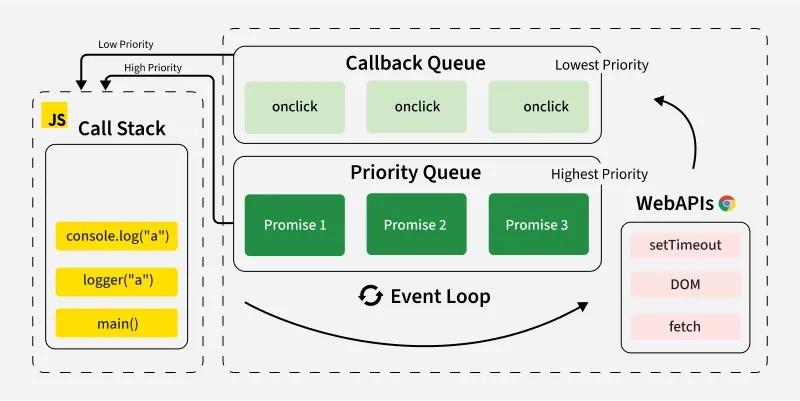 Low Priority
High Priority
JS
Call Stack
console.log("a")
logger("a")
main()
Callback Queue
Lowest Priority
onclick
onclick
onclick
Priority Queue
Highest Priority
Promise 1
Promise 2
Promise 3
Event Loop
WebAPIs
setTimeout
DOM
fetch